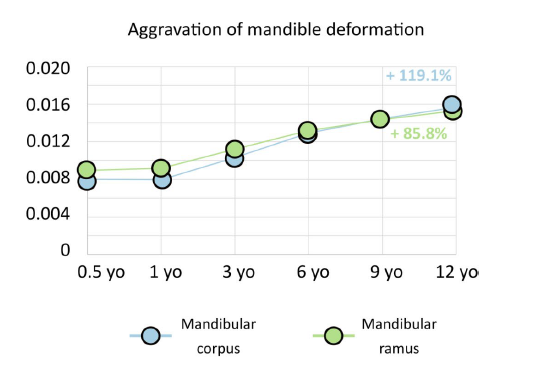 Aggravation of mandible deformation
0.020
0.016
0.012
0.008
0.004
0
+ 119.1%
+ 85.8%
0.5 yo 1 yo 3 yo 6 yo 9 yo 12 yo
Mandibular
corpus
Mandibular
ramus